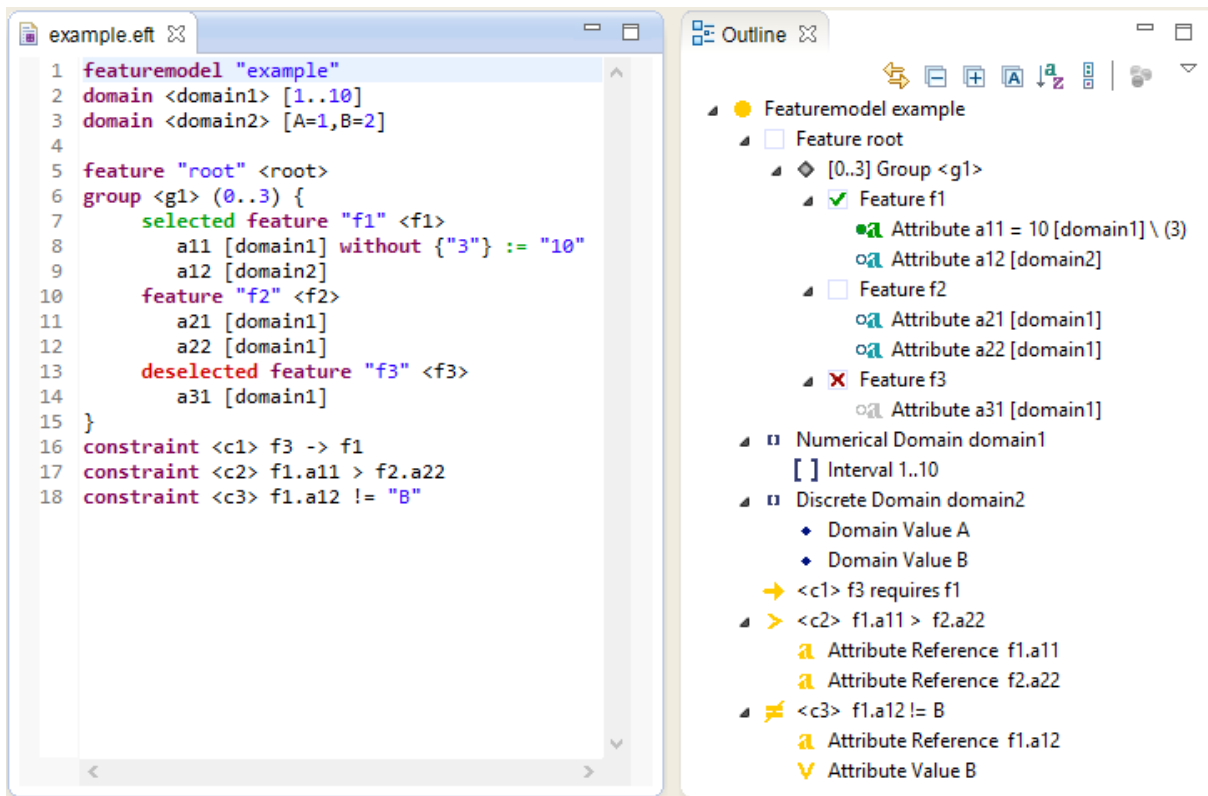 example.eft
1 featuremodel "example"
2 domain <domain1> [1..10]
3 domain <domain2> [A=1,B=2]
4
5 feature "root" <root>
6 group <g1> (0..3) {
7 selected feature "f1" <f1>
8 a11 [domain1] without {"3"} := "10"
9 a12 [domain2]
10 feature "f2" <f2>
11 a21 [domain1]
12 a22 [domain1]
13 deselected feature "f3" <f3>
14 a31 [domain1]
15 }
16 constraint <c1> f3 -> f1
17 constraint <c2> f1.a11 > f2.a22
18 constraint <c3> f1.a12 != "B"
Outline
Featuremodel example
Feature root
[0..3] Group <g1>
Feature f1
Attribute a11 = 10 [domain1] \ (3)
Attribute a12 [domain2]
Feature f2
Attribute a21 [domain1]
Attribute a22 [domain1]
Feature f3
Attribute a31 [domain1]
Numerical Domain domain1
Interval 1..10
Discrete Domain domain2
Domain Value A
Domain Value B
<c1> f3 requires f1
<c2> f1.a11 > f2.a22
Attribute Reference f1.a11
Attribute Reference f2.a22
<c3> f1.a12 != B
Attribute Reference f1.a12
Attribute Value B